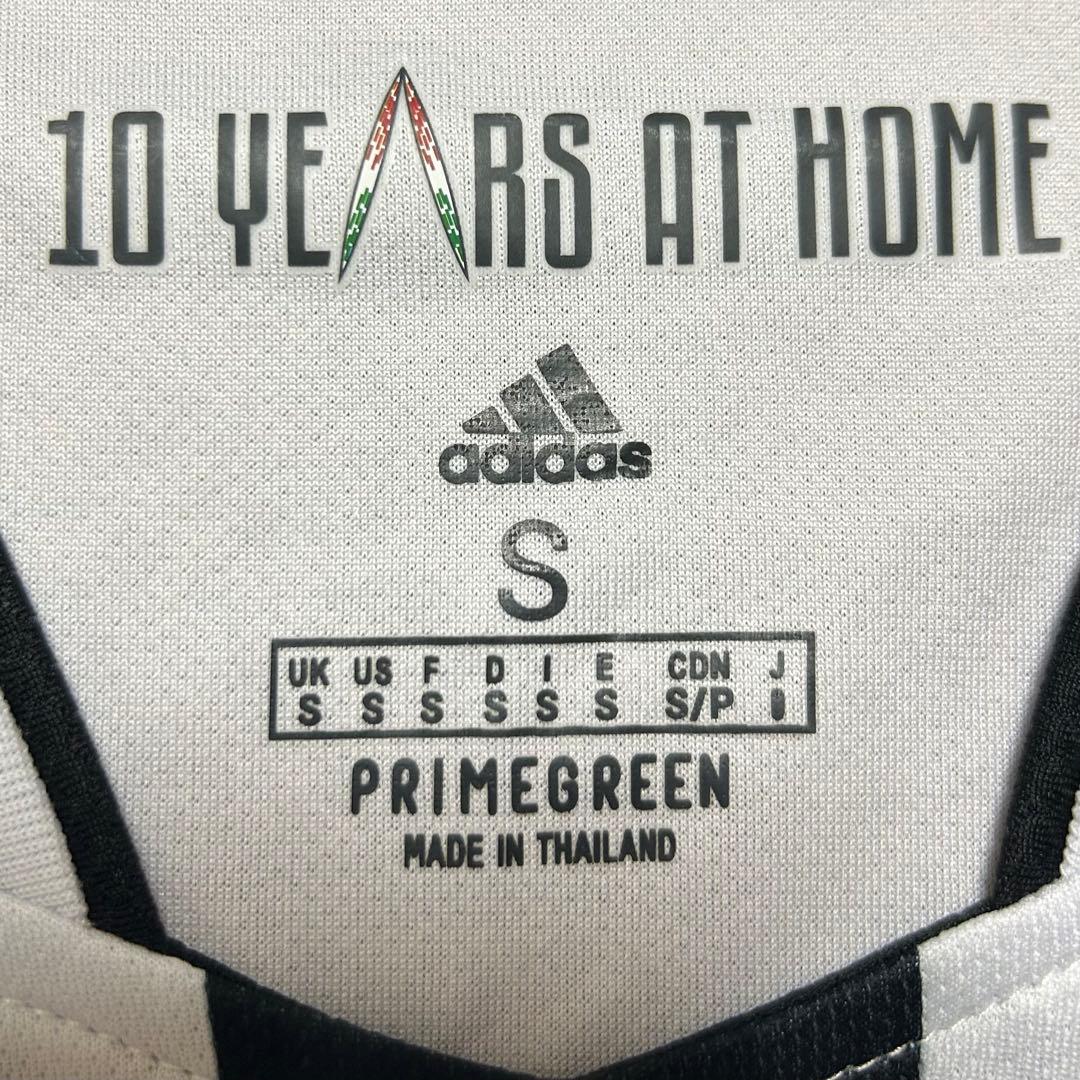 10 YEARS AT HOME
adidas
S
UK US F D I E CDN J
S S S S S S S/P
PRIMEGREEN
MADE IN THAILAND